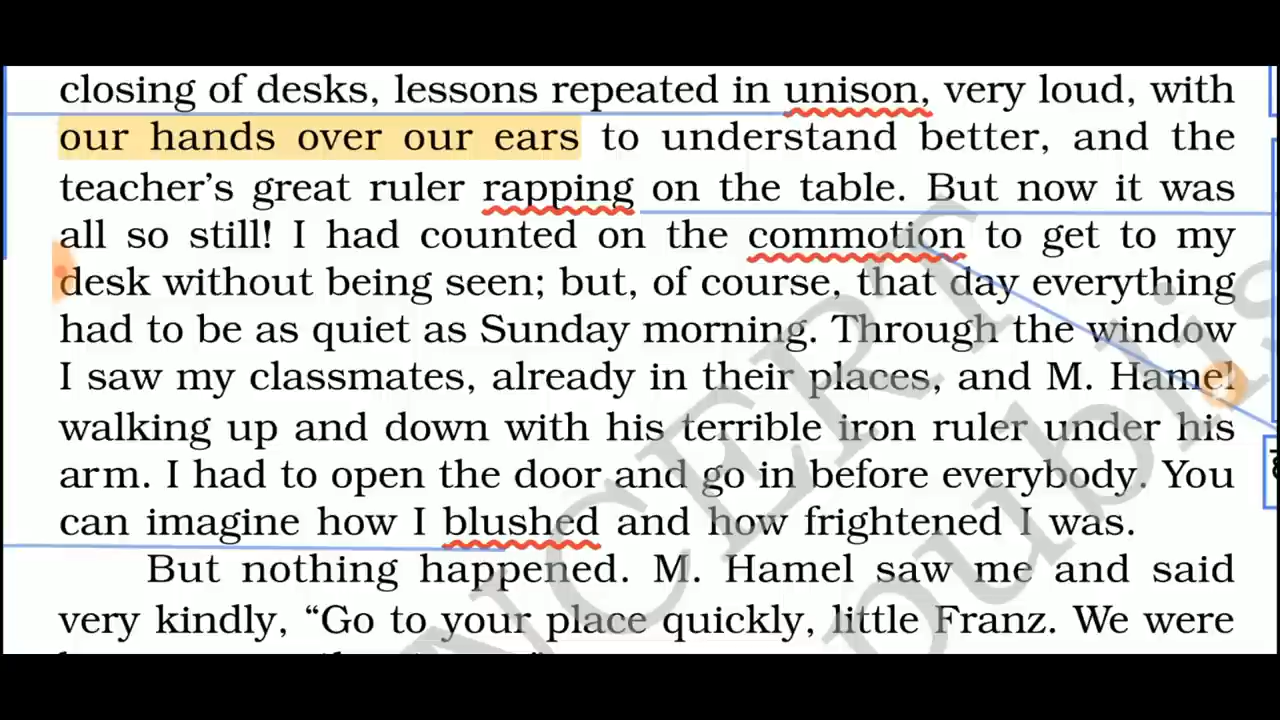 closing of desks, lessons repeated in unison, very loud, with
our hands over our ears to understand better, and the
teacher's great ruler rapping on the table. But now it was
all so still! I had counted on the commotion to get to my
desk without being seen; but, of course, that day everything
had to be as quiet as Sunday morning. Through the window
I saw my classmates, already in their places, and M. Hamel
walking up and down with his terrible iron ruler under his
arm. I had to open the door and go in before everybody. You
can imagine how I blushed and how frightened I was.
But nothing happened. M. Hamel saw me and said
very kindly, “Go to your place quickly, little Franz. We were
NCERT